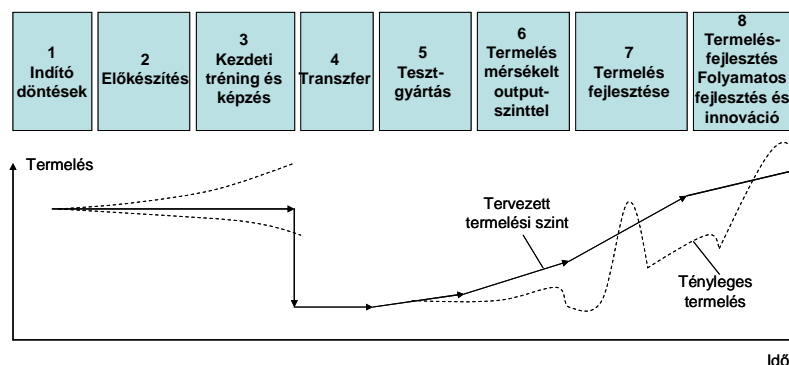 1
Indító
döntések
2
Előkészítés
3
Kezdeti
tréning és
képzés
4
Transzfer
5
Teszt-
gyártás
6
Termelés
mérsékelt
output-
szinttel
7
Termelés
fejlesztése
8
Termelés-
fejlesztés
Folyamatos
fejlesztés és
innováció
Termelés
Tervezett
termelési szint
Tényleges
termelés
Idő